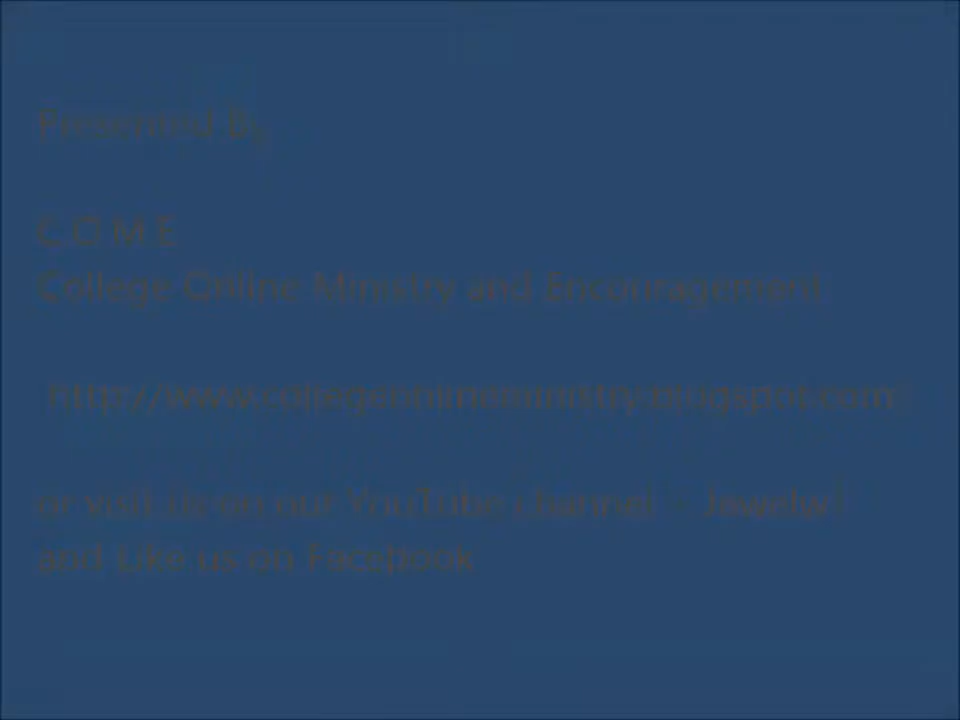 Presented By
C.O.M.E
College Online Ministry and Encouragement
http://www.collegeonlineministry.blogspot.com
or visit us on our YouTube channel -
and Like us on Facebook